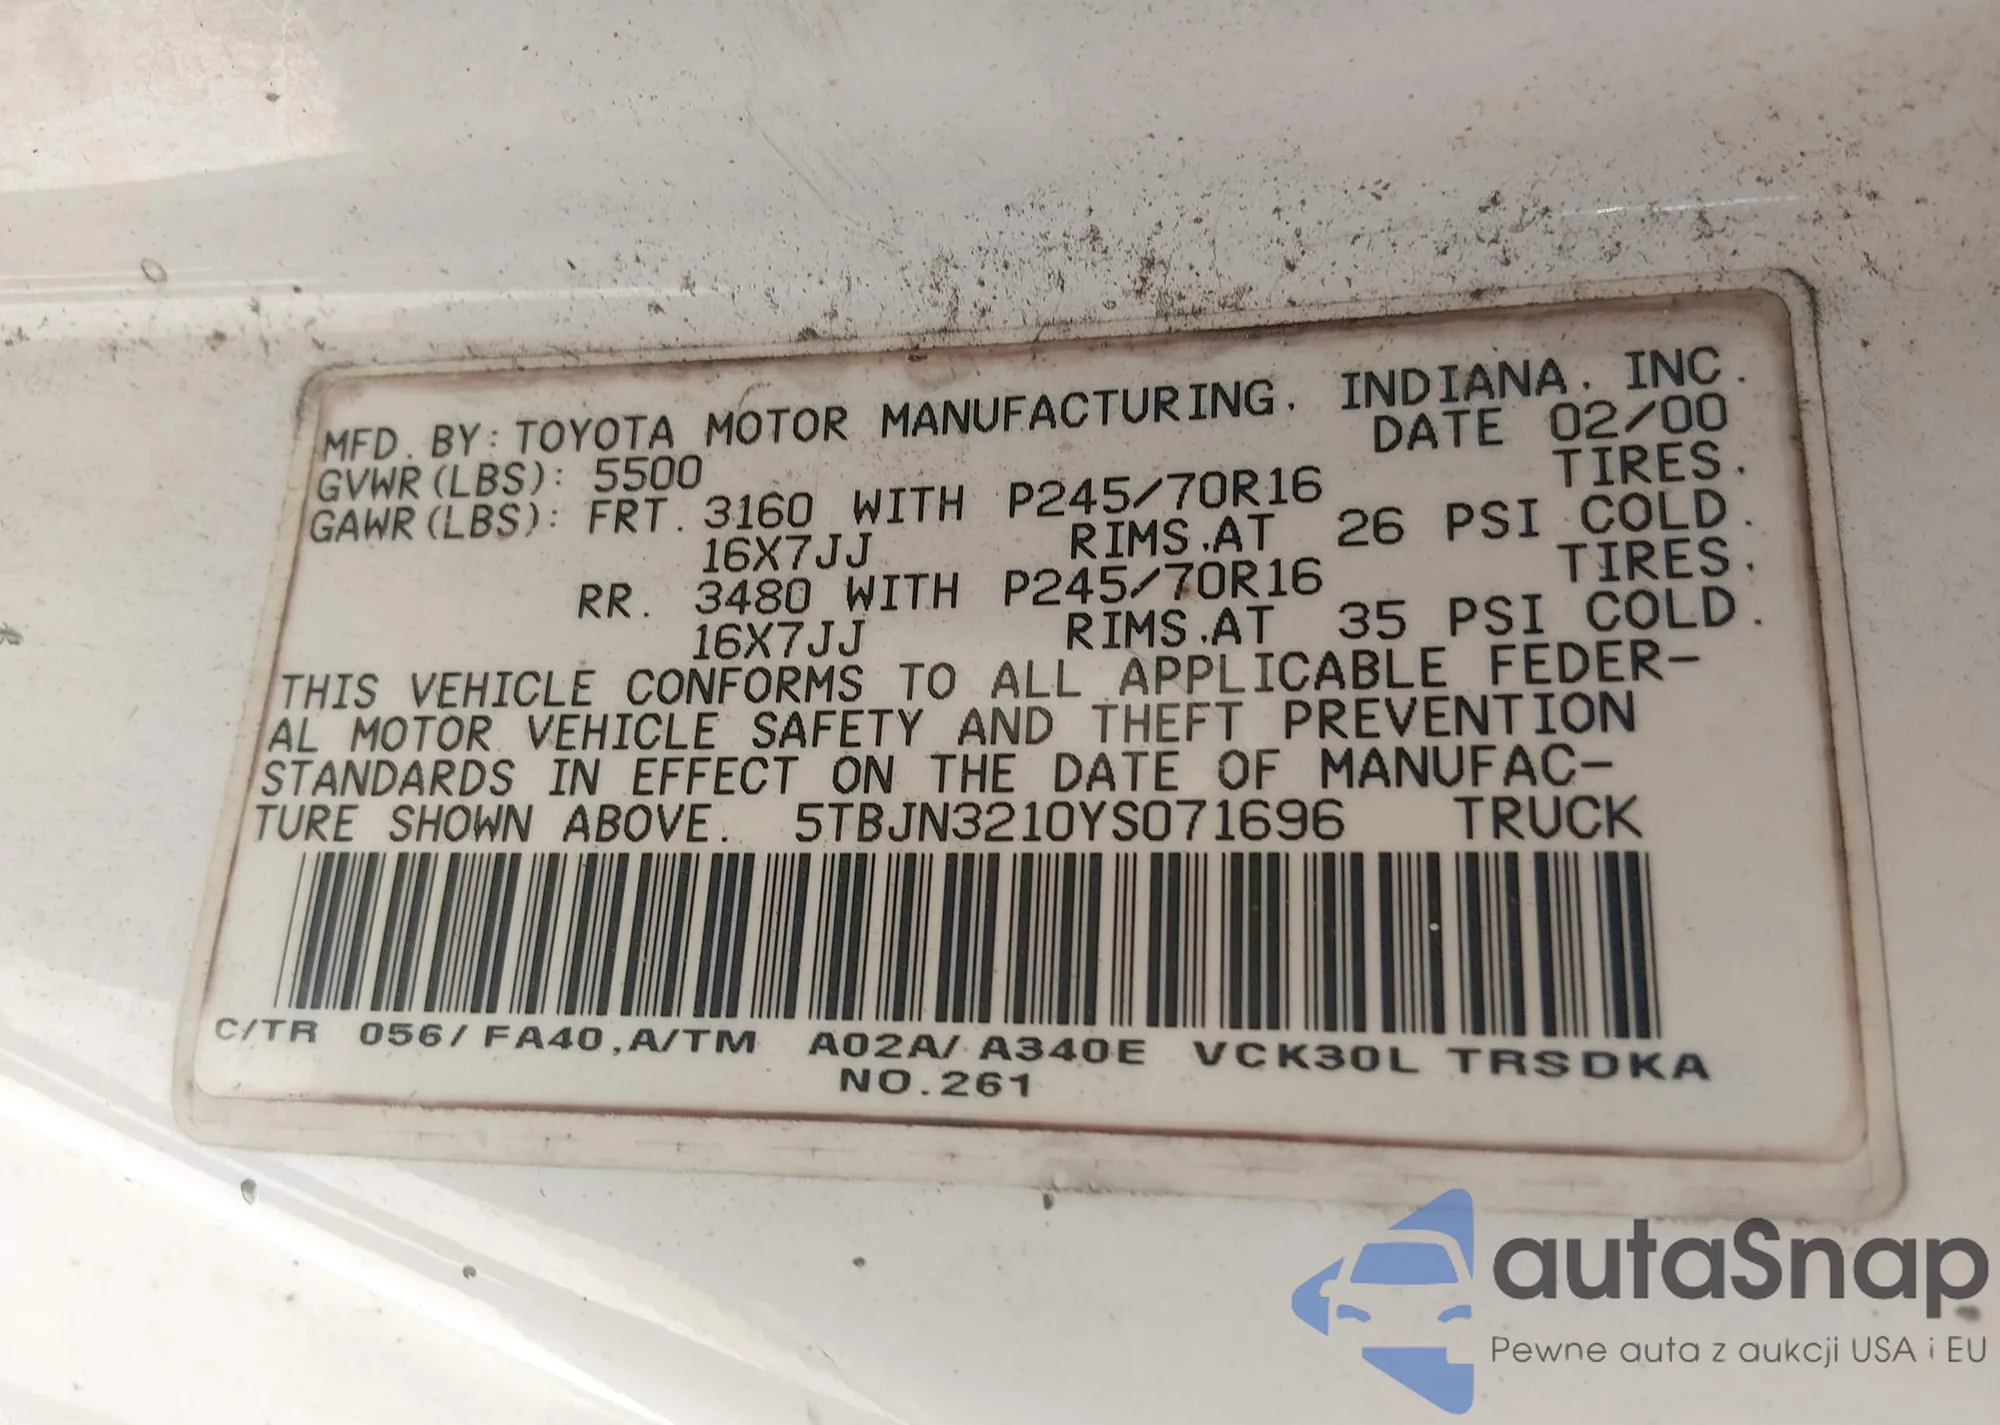 MFD. BY: TOYOTA MOTOR MANUFACTURING, INDIANA, INC.
GVWR(LBS): 5500 DATE 02/00
GAWR(LBS): FRT. 3160 WITH P245/70R16 TIRES.
16X7JJ RIMS.AT 26 PSI COLD.
RR. 3480 WITH P245/70R16 TIRES.
16X7JJ RIMS.AT 35 PSI COLD.
THIS VEHICLE CONFORMS TO ALL APPLICABLE FEDER-
AL MOTOR VEHICLE SAFETY AND THEFT PREVENTION
STANDARDS IN EFFECT ON THE DATE OF MANUFAC-
TURE SHOWN ABOVE. 5TBJN3210YS071696 TRUCK
C/TR 056/FA40,A/TM A02A/A340E VCK30L TRSDKA
NO.261
autaSnap
Pewne auta z aukcji USA i EU